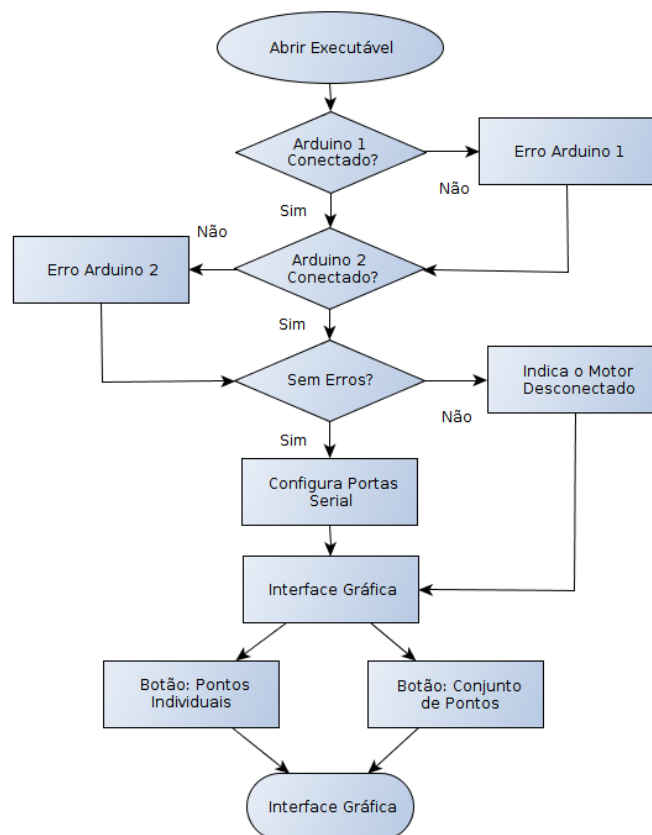 Abrir Executável
Arduino 1
Conectado?
Erro Arduino 1
Não
Sim
Não
Erro Arduino 2
Arduino 2
Conectado?
Sim
Sem Erros?
Indica o Motor
Desconectado
Não
Sim
Configura Portas
Serial
Interface Gráfica
Botão: Pontos
Individuais
Botão: Conjunto
de Pontos
Interface Gráfica